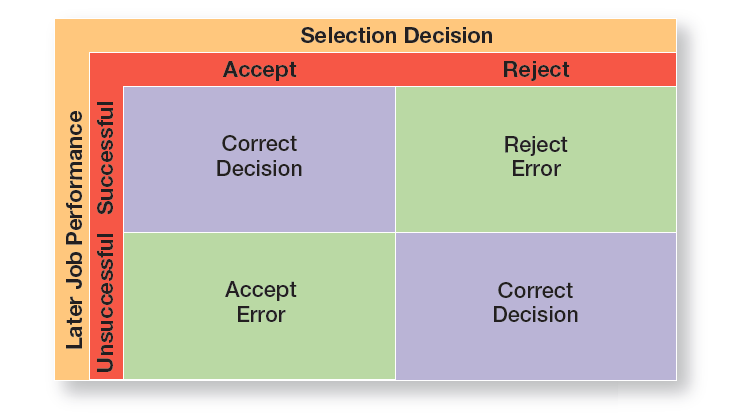 Selection Decision
Accept
Reject
Later Job Performance
Successful
Unsuccessful
Correct
Decision
Reject
Error
Accept
Error
Correct
Decision